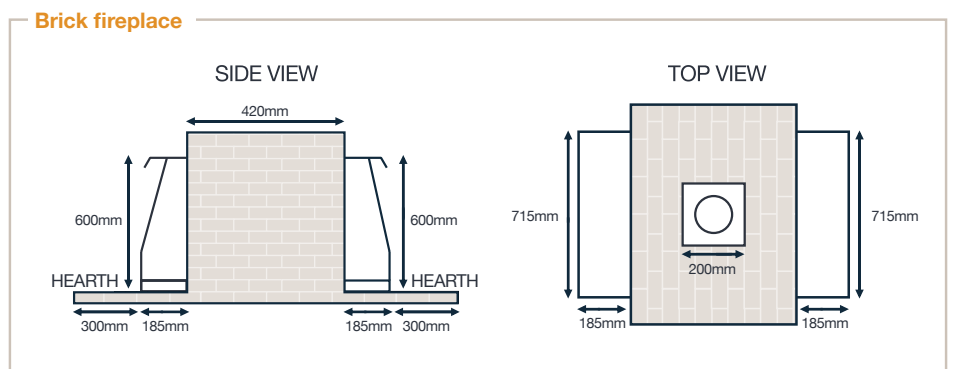 Brick fireplace
SIDE VIEW
TOP VIEW
420mm
600mm
600mm
HEARTH
HEARTH
300mm
185mm
185mm
300mm
715mm
715mm
200mm
185mm
185mm